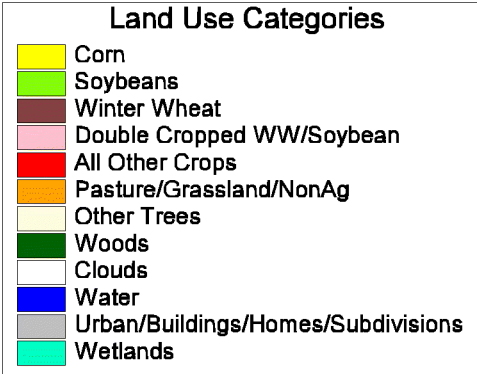 Land Use Categories
Corn
Soybeans
Winter Wheat
Double Cropped WW/Soybean
All Other Crops
Pasture/Grassland/NonAg
Other Trees
Woods
Clouds
Water
Urban/Buildings/Homes/Subdivisions
Wetlands